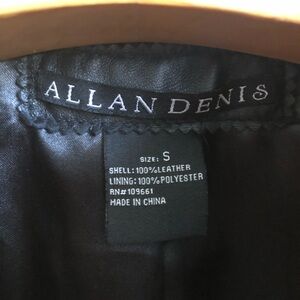 ALLAN DENIS
SIZE: S
SHELL: 100% LEATHER
LINING: 100% POLYESTER
RN# 109661
MADE IN CHINA